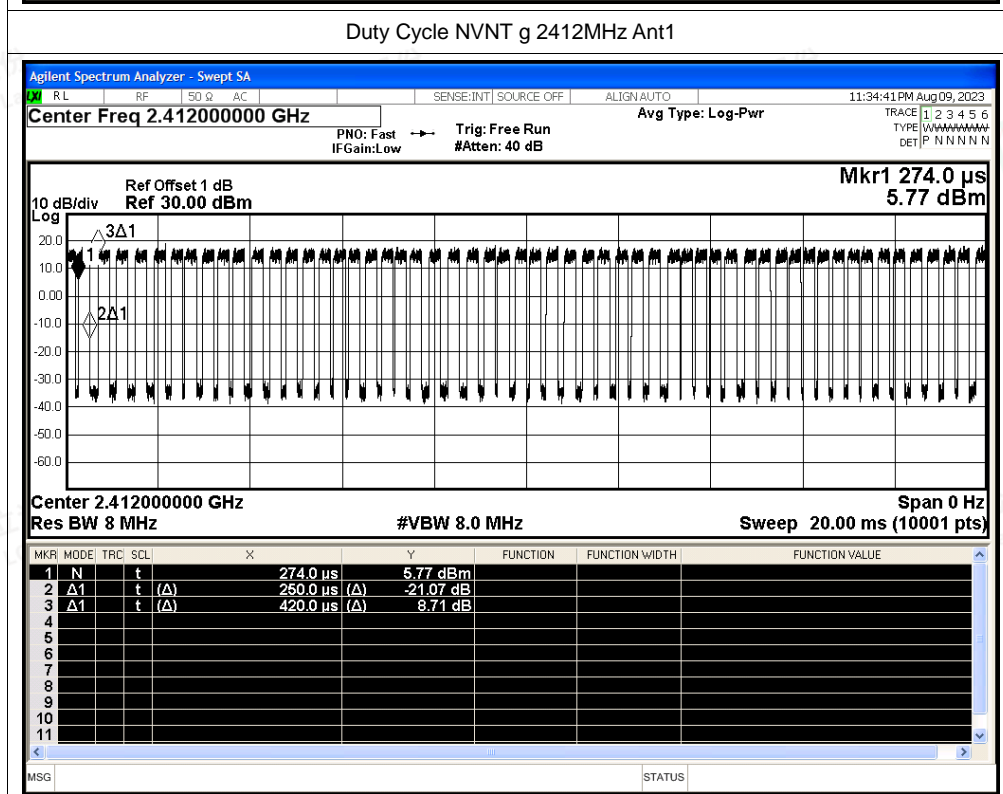 Duty Cycle NVNT g 2412MHz Ant1
Agilent Spectrum Analyzer - Swept SA
LXI RL RF 50 Ω AC SENSE:INT SOURCE OFF ALIGN AUTO 11:34:41 PM Aug 09, 2023
Center Freq 2.412000000 GHz Avg Type: Log-Pwr TRACE 1 2 3 4 5 6
PNO: Fast Trig: Free Run TYPE
IFGain:Low #Atten: 40 dB DET P N N N N N
Mkr1 274.0 µs
Ref Offset 1 dB
10 dB/div Ref 30.00 dBm 5.77 dBm
Log
3Δ1
20.0
1
10.0
0.00
2Δ1
-10.0
-20.0
-30.0
-40.0
-50.0
-60.0
Center 2.412000000 GHz Span 0 Hz
Res BW 8 MHz #VBW 8.0 MHz Sweep 20.00 ms (10001 pts)
MKR MODE TRC SCL X Y FUNCTION FUNCTION WIDTH FUNCTION VALUE
1 N t 274.0 µs 5.77 dBm
2 Δ1 t (Δ) 250.0 µs (Δ) -21.07 dB
3 Δ1 t (Δ) 420.0 µs (Δ) 8.71 dB
4
5
6
7
8
9
10
11
MSG STATUS